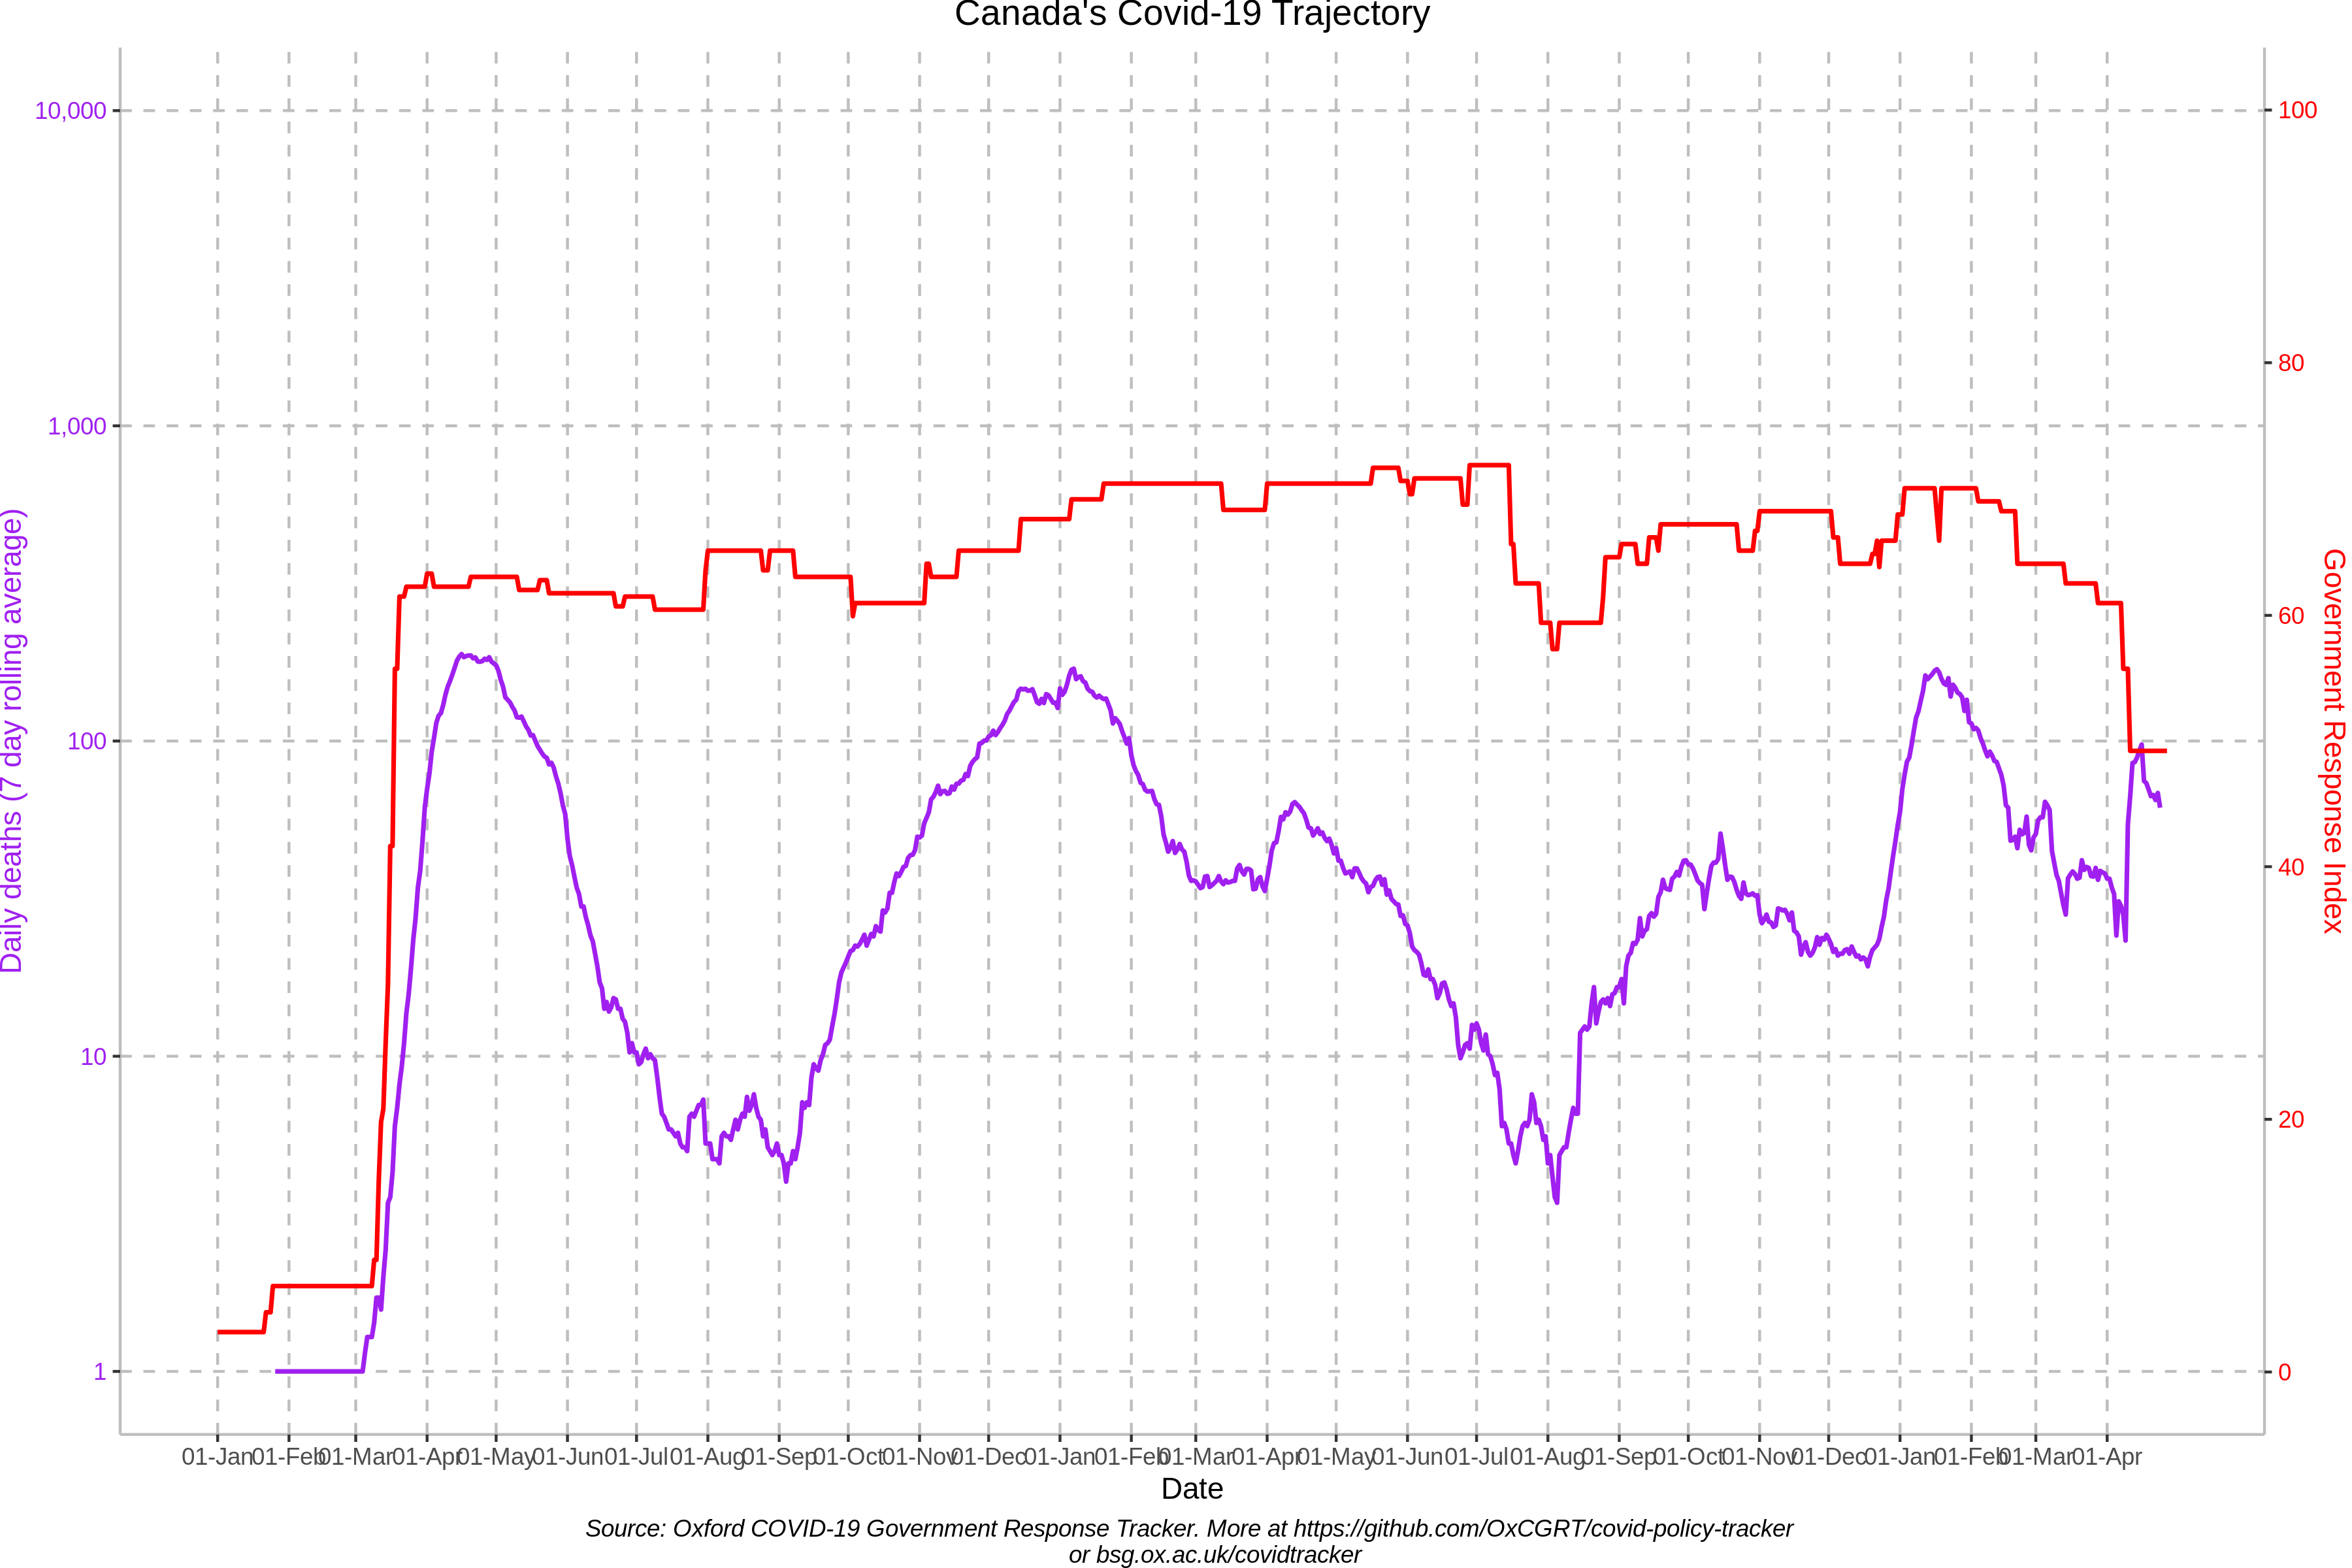 Canada's Covid-19 Trajectory
10,000
1,000
100
10
1
Daily deaths (7 day rolling average)
100
80
60
40
20
0
Government Response Index
01-Jan 01-Feb 01-Mar 01-Apr 01-May 01-Jun 01-Jul 01-Aug 01-Sep 01-Oct 01-Nov 01-Dec 01-Jan 01-Feb 01-Mar 01-Apr 01-May 01-Jun 01-Jul 01-Aug 01-Sep 01-Oct 01-Nov 01-Dec 01-Jan 01-Feb 01-Mar 01-Apr
Date
Source: Oxford COVID-19 Government Response Tracker. More at https://github.com/OxCGRT/covid-policy-tracker
or bsg.ox.ac.uk/covidtracker